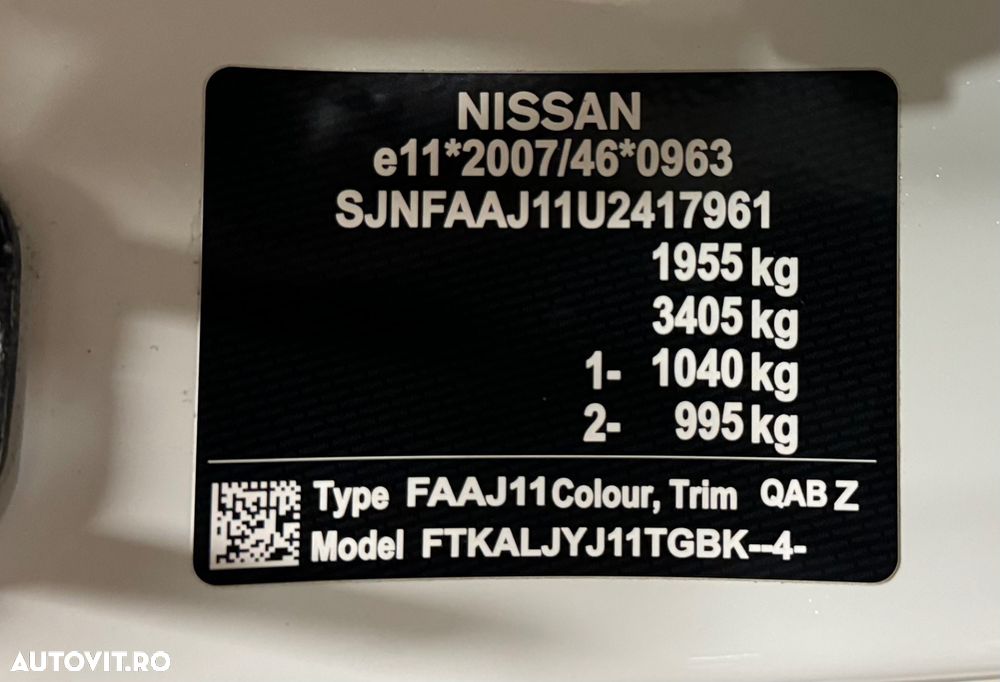 NISSAN
e11*2007/46*0963
SJNFAAJ11U2417961
1955 kg
3405 kg
1- 1040 kg
2- 995 kg
Type FAAJ11 Colour, Trim QAB Z
Model FTKALJYJ11TGBK--4-
AUTOVIT.RO